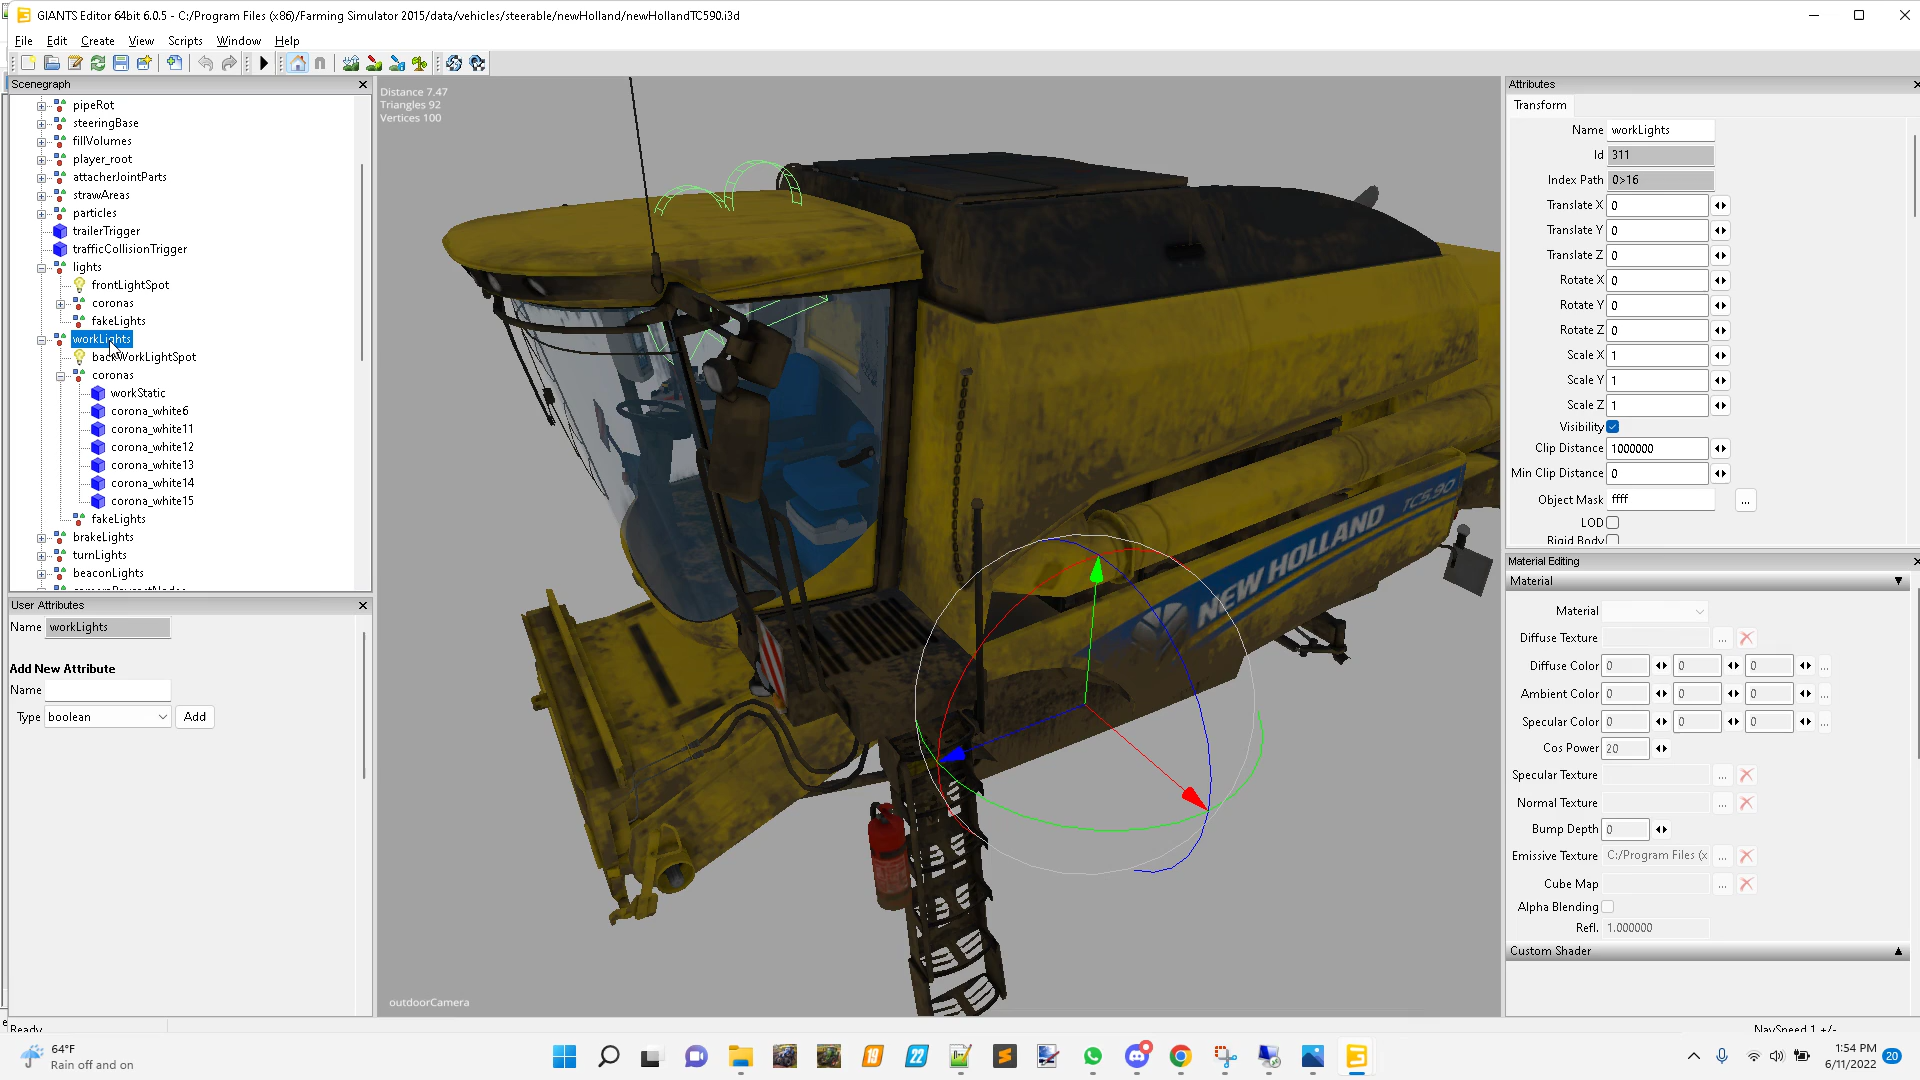 GIANTS Editor 64bit 6.0.5 - C:/Program Files (x86)/Farming Simulator 2015/data/vehicles/steerable/newHolland/newHollandTC590.i3d
File Edit Create View Scripts Window Help
Scenegraph
pipeRot
steeringBase
fillVolumes
player_root
attacherJointParts
strawAreas
particles
trailerTrigger
trafficCollisionTrigger
lights
frontLightSpot
coronas
fakeLights
workLights
backWorkLightSpot
coronas
workStatic
corona_white6
corona_white11
corona_white12
corona_white13
corona_white14
corona_white15
fakeLights
brakeLights
turnLights
beaconLights
User Attributes
Name workLights
Add New Attribute
Name
Type boolean Add
Ready
Distance 7.47
Triangles 92
Vertices 100
NEW HOLLAND TC5.90
outdoorCamera
Attributes
Transform
Name workLights
Id 311
Index Path 0>16
Translate X 0
Translate Y 0
Translate Z 0
Rotate X 0
Rotate Y 0
Rotate Z 0
Scale X 1
Scale Y 1
Scale Z 1
Visibility
Clip Distance 1000000
Min Clip Distance 0
Object Mask ffff ...
LOD
Rigid Body
Material Editing
Material
Material
Diffuse Texture ...
Diffuse Color 0 0 0 ...
Ambient Color 0 0 0 ...
Specular Color 0 0 0 ...
Cos Power 20
Specular Texture ...
Normal Texture ...
Bump Depth 0
Emissive Texture C:/Program Files (x ...
Cube Map ...
Alpha Blending
Refl. 1.000000
Custom Shader
NavSpeed 1 +/-
64°F
Rain off and on
19
22
1:54 PM
6/11/2022
20